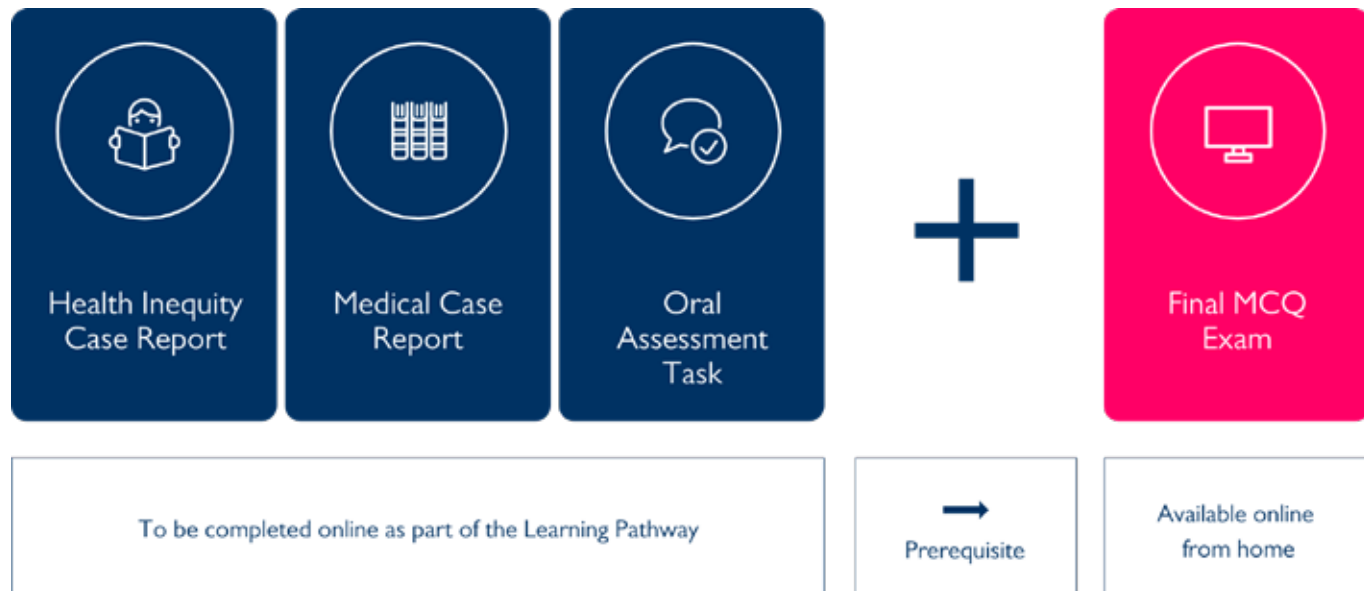 Health Inequity
Case Report
Medical Case
Report
Oral
Assessment
Task
Final MCQ
Exam
To be completed online as part of the Learning Pathway
Prerequisite
Available online
from home